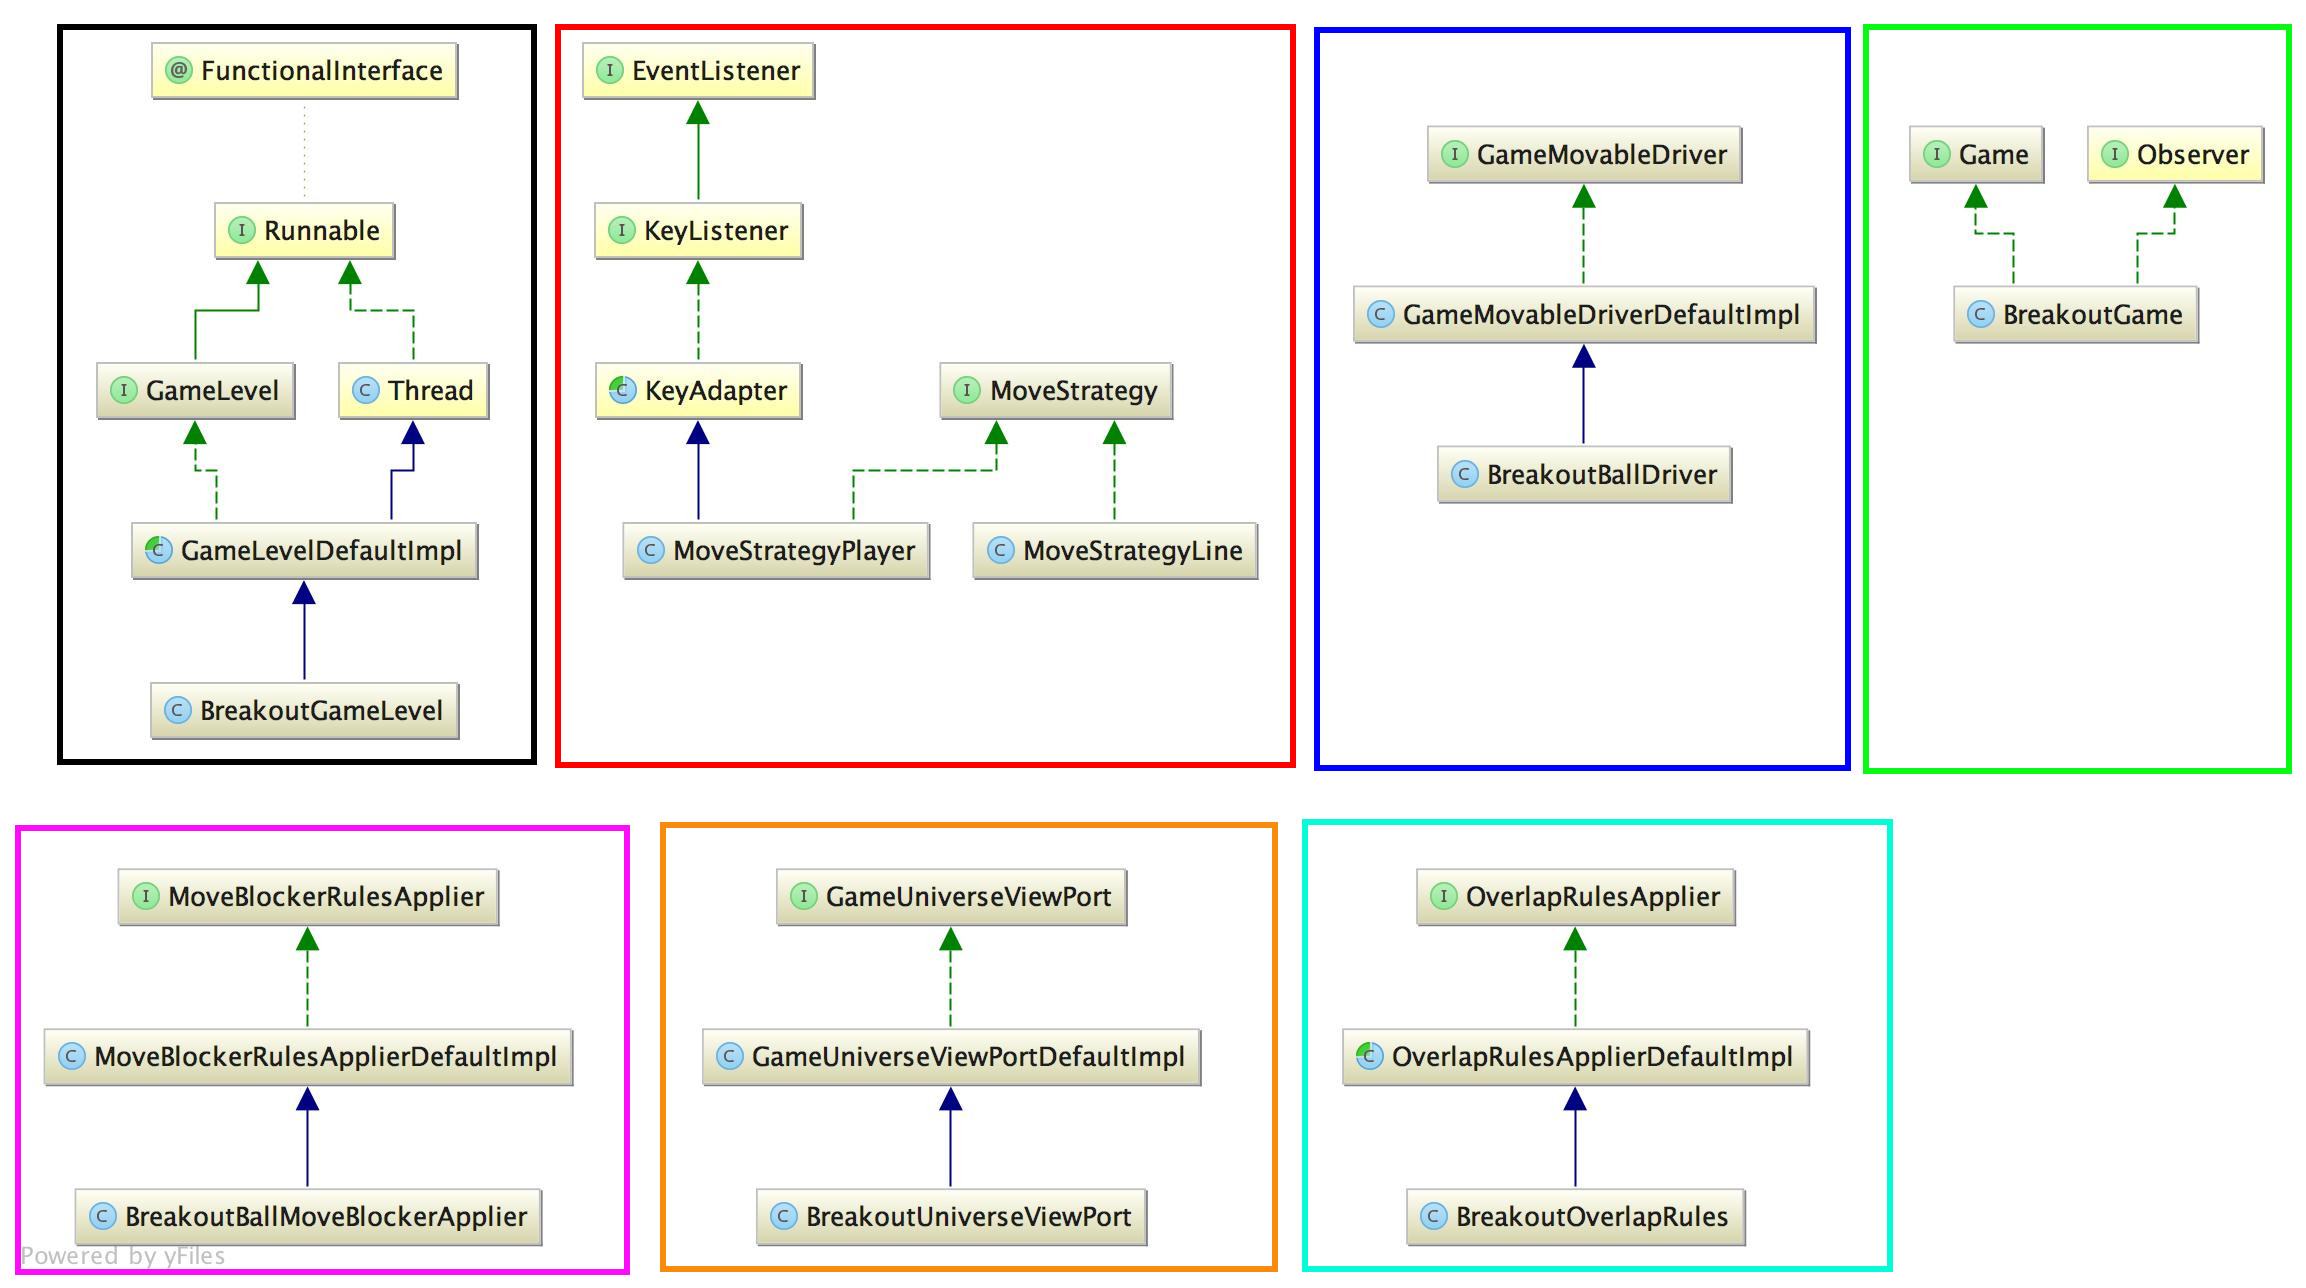 @ FunctionalInterface
I Runnable
I GameLevel
C Thread
C GameLevelDefaultImpl
C BreakoutGameLevel
I EventListener
I KeyListener
C KeyAdapter
I MoveStrategy
C MoveStrategyPlayer
C MoveStrategyLine
I GameMovableDriver
C GameMovableDriverDefaultImpl
C BreakoutBallDriver
I Game
I Observer
C BreakoutGame
I MoveBlockerRulesApplier
C MoveBlockerRulesApplierDefaultImpl
C BreakoutBallMoveBlockerApplier
Powered by yFiles
I GameUniverseViewPort
C GameUniverseViewPortDefaultImpl
C BreakoutUniverseViewPort
I OverlapRulesApplier
C OverlapRulesApplierDefaultImpl
C BreakoutOverlapRules